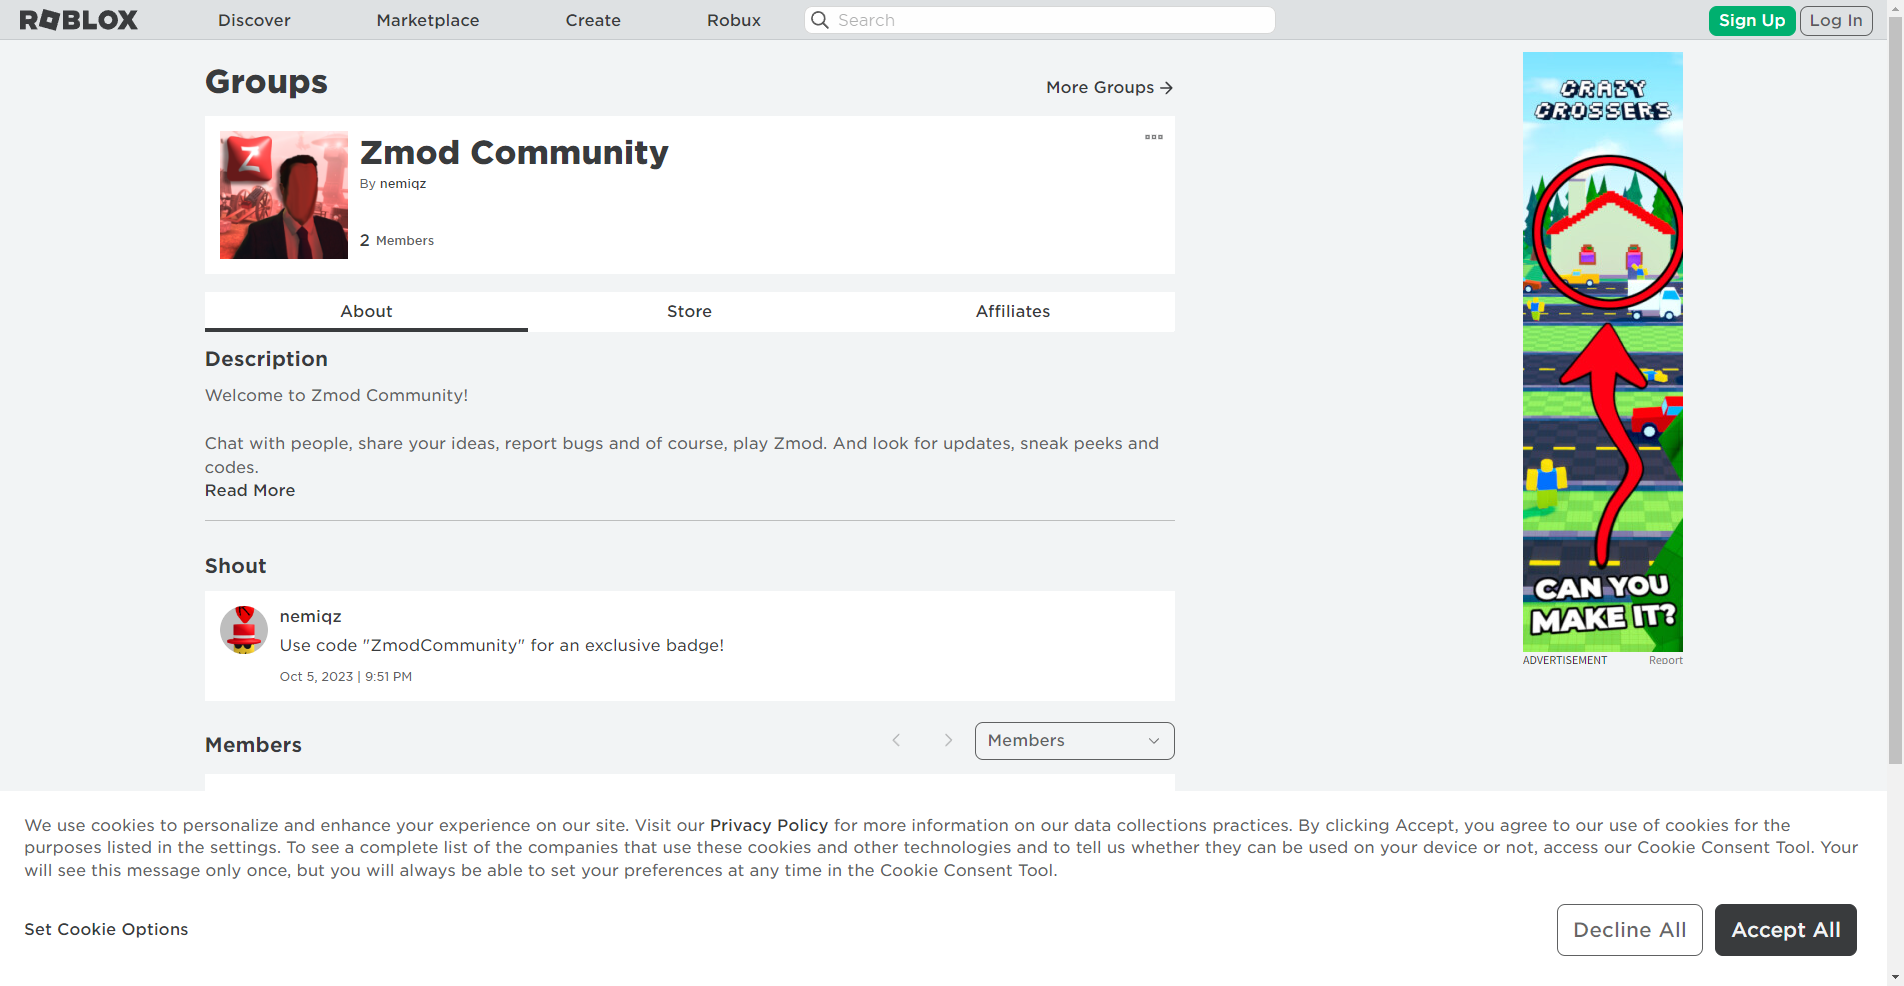 ROBLOX
Discover
Marketplace
Create
Robux
Search
Sign Up
Log In
Groups
More Groups
Z
Zmod Community
By nemiqz
2 Members
About
Store
Affiliates
Description
Welcome to Zmod Community!
Chat with people, share your ideas, report bugs and of course, play Zmod. And look for updates, sneak peeks and
codes.
Read More
Shout
nemiqz
Use code "ZmodCommunity" for an exclusive badge!
Oct 5, 2023 | 9:51 PM
Members
Members
CRAZY
CROSSERS
CAN YOU
MAKE IT?
ADVERTISEMENT
Report
We use cookies to personalize and enhance your experience on our site. Visit our Privacy Policy for more information on our data collections practices. By clicking Accept, you agree to our use of cookies for the
purposes listed in the settings. To see a complete list of the companies that use these cookies and other technologies and to tell us whether they can be used on your device or not, access our Cookie Consent Tool. Your
will see this message only once, but you will always be able to set your preferences at any time in the Cookie Consent Tool.
Set Cookie Options
Decline All
Accept All